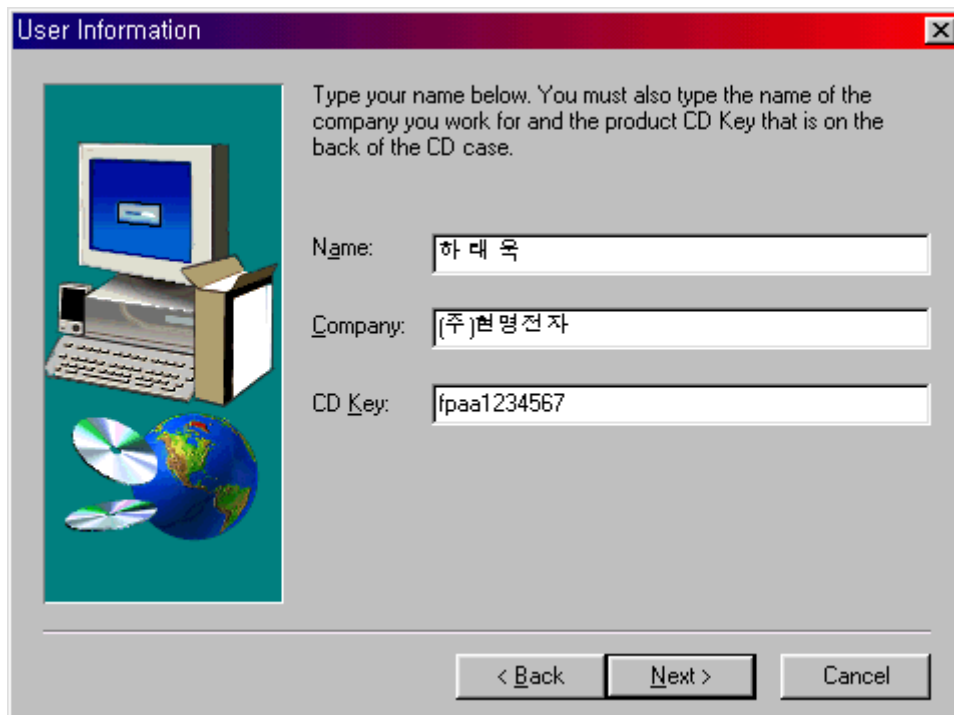 User Information
Type your name below. You must also type the name of the
company you work for and the product CD Key that is on the
back of the CD case.
Name: 하 태 욱
Company: (주)현명전자
CD Key: fpaa1234567
< Back Next > Cancel